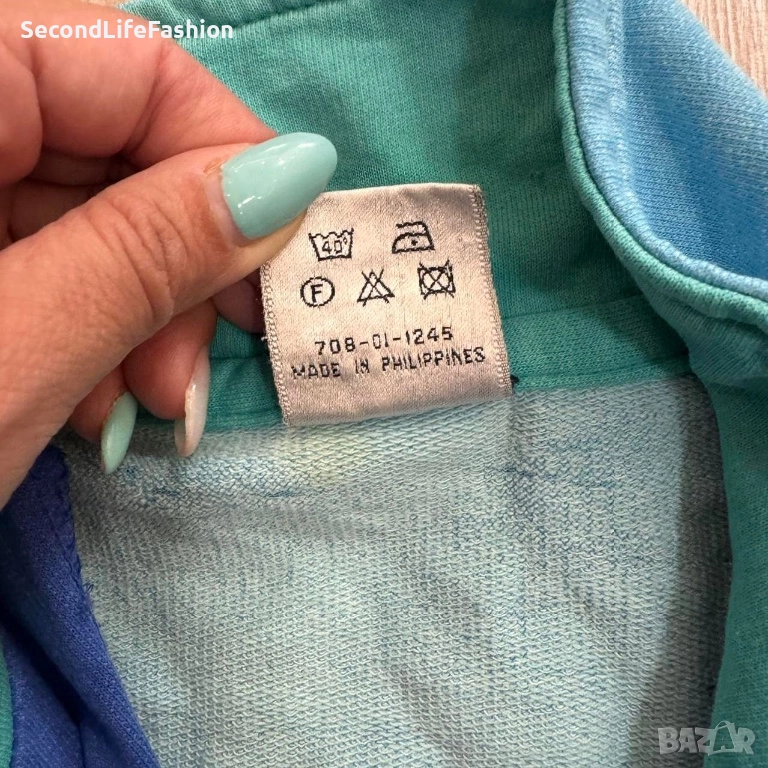 SecondLifeFashion
40°
F
708-01-1245
MADE IN PHILIPPINES
BAZAR